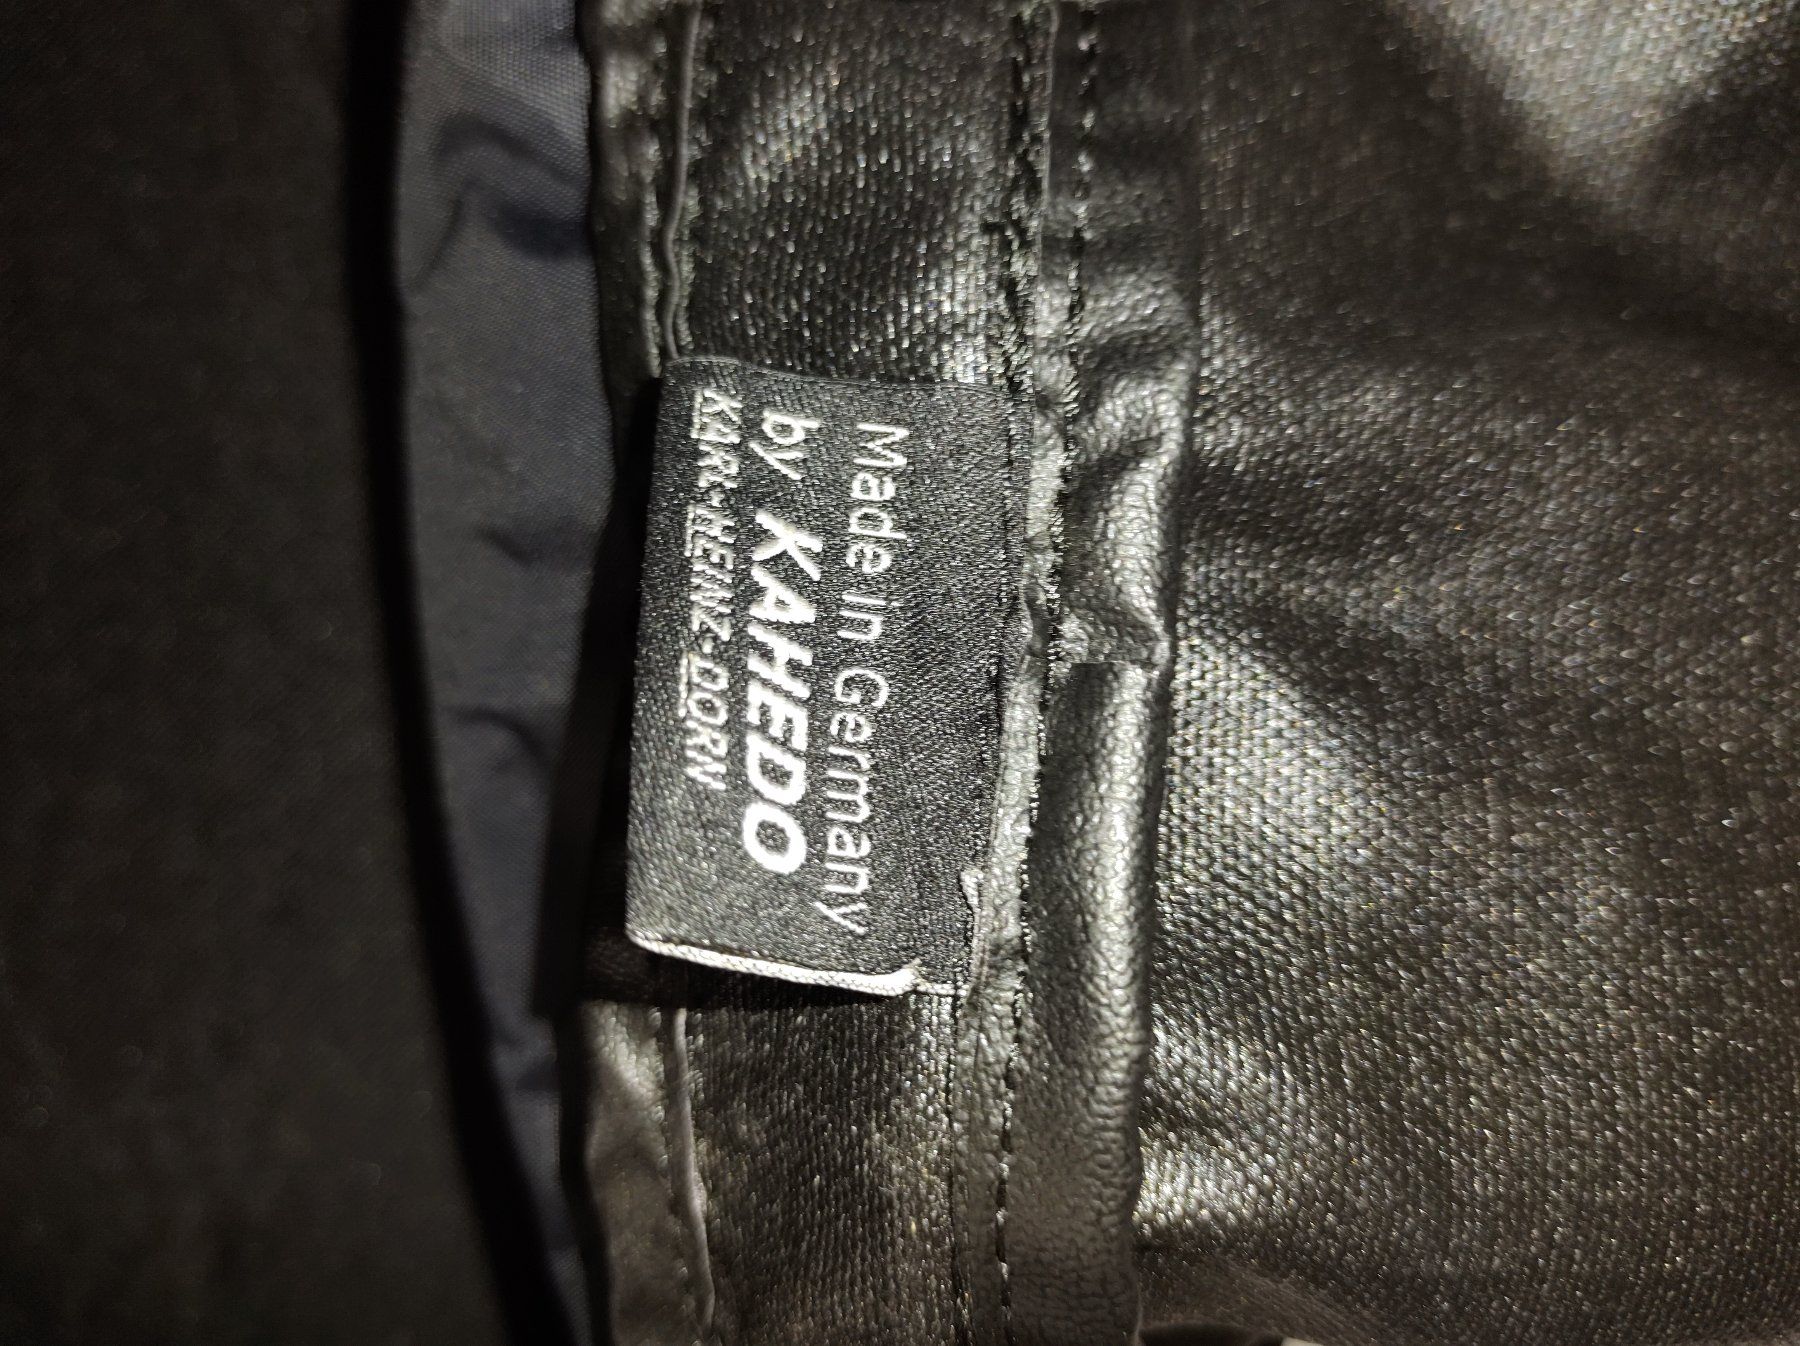 Made in Germany
by KAHEDO
KARL-HEINZ-DORN